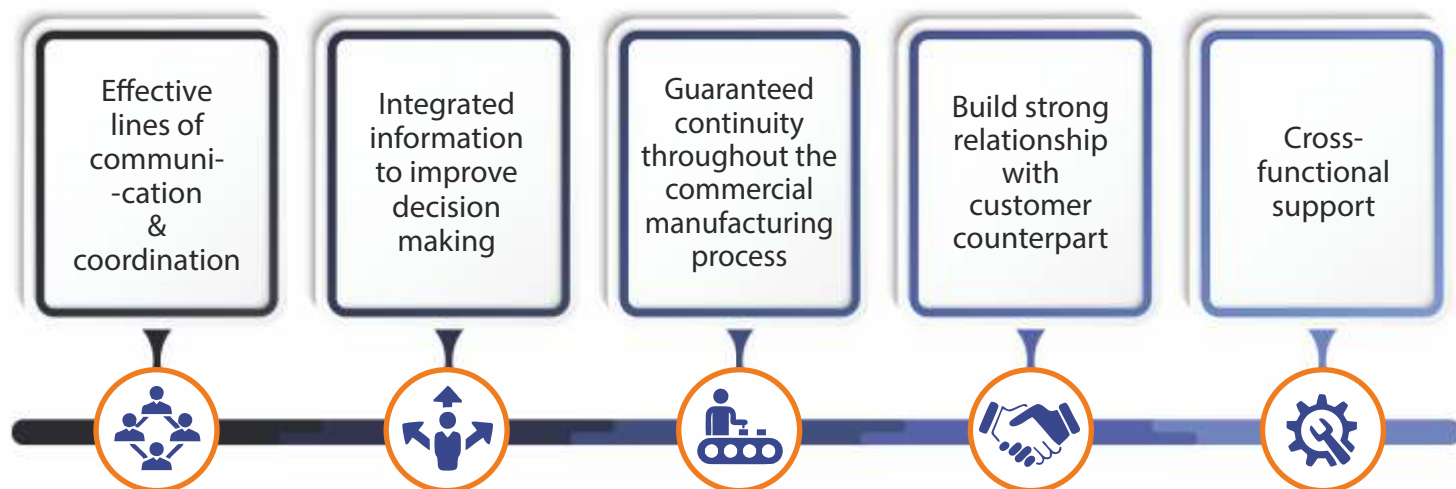 Effective
lines of
communi-
-cation
&
coordination
Integrated
information
to improve
decision
making
Guaranteed
continuity
throughout the
commercial
manufacturing
process
Build strong
relationship
with
customer
counterpart
Cross-
functional
support